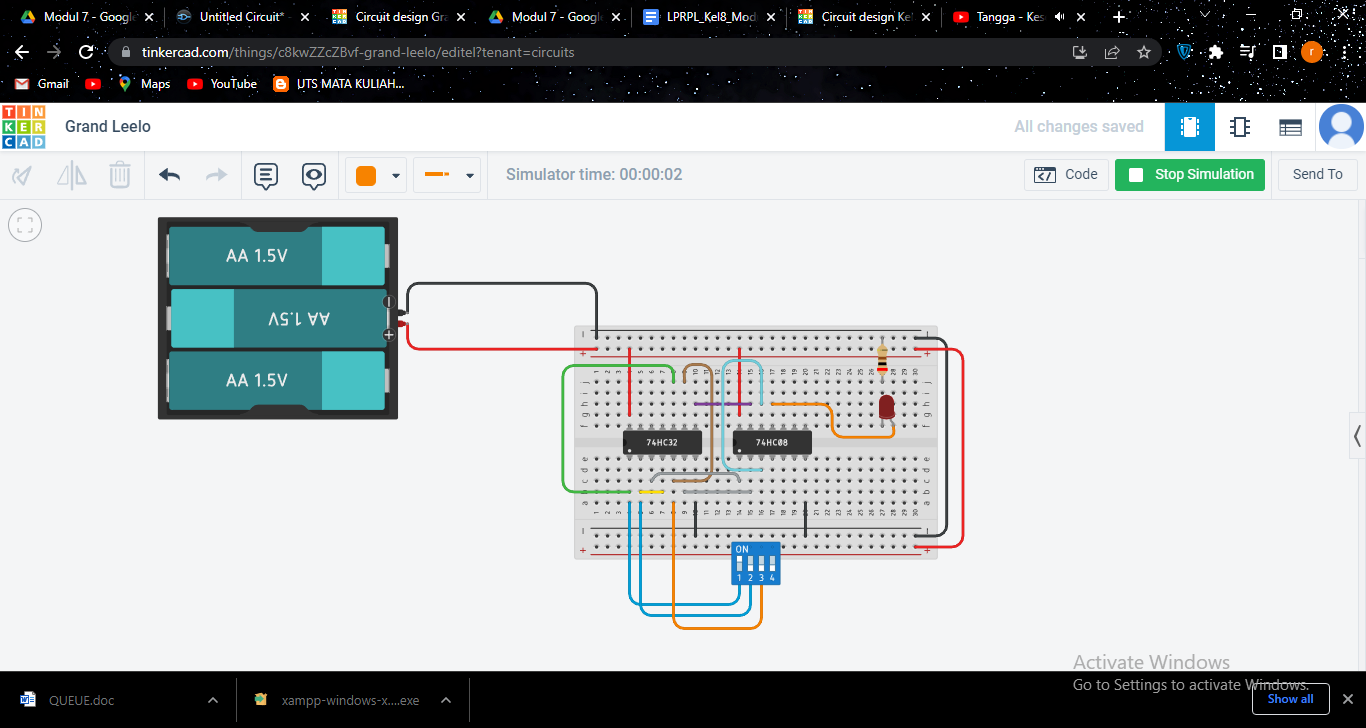 Modul 7 - Google
Untitled Circuit*
Circuit design Gra
Modul 7 - Google
LPRPL_Kel8_Mod
Circuit design Ke
Tangga - Kes
tinkercad.com/things/c8kwZZcZBvf-grand-leelo/editel?tenant=circuits
r
Gmail
Maps
YouTube
UTS MATA KULIAH...
TIN
KER
CAD
Grand Leelo
All changes saved
Simulator time: 00:00:02
Code
Stop Simulation
Send To
AA 1.5V
AA 1.5V
AA 1.5V
74HC32
74HC08
ON
1 2 3 4
Activate Windows
Go to Settings to activate Windows.
QUEUE.doc
xampp-windows-x....exe
Show all